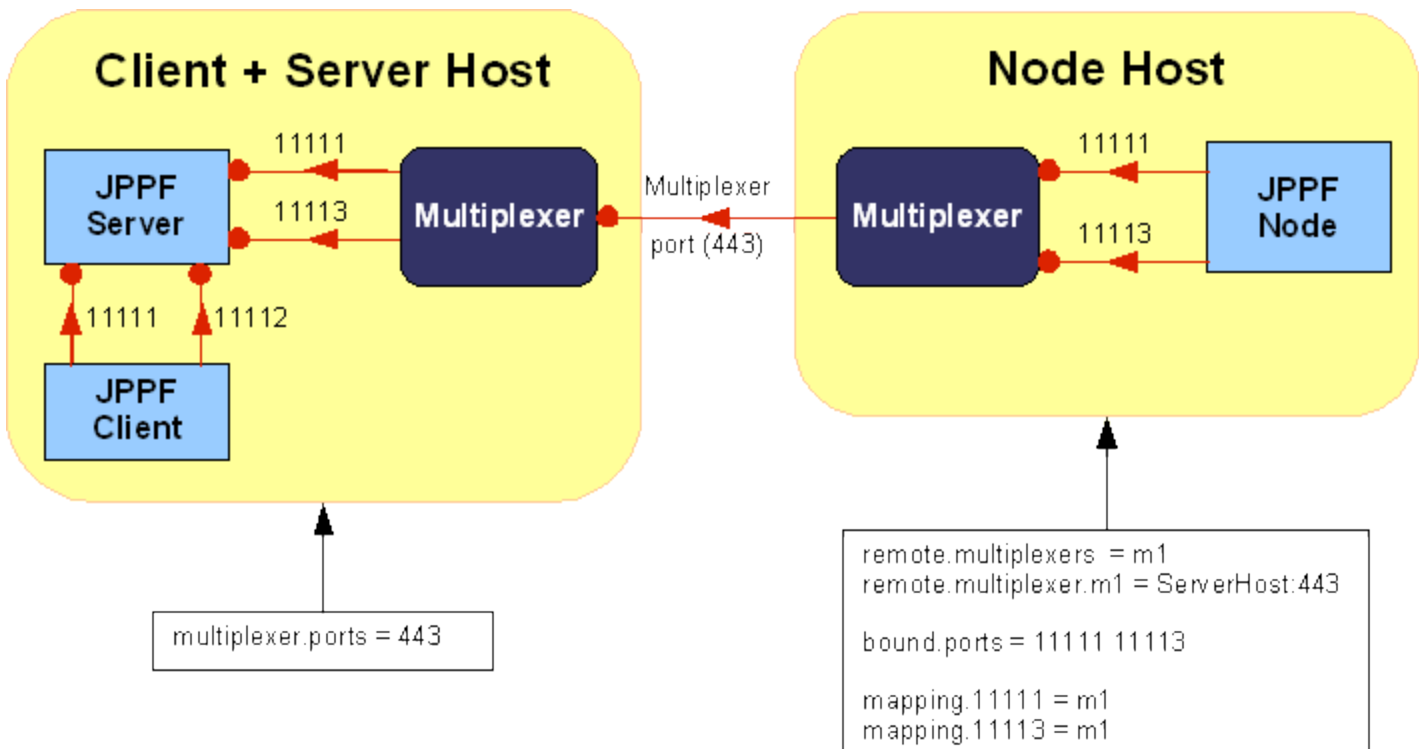 Client + Server Host
Node Host
11111
JPPF
Server
11113
Multiplexer
Multiplexer
port (443)
Multiplexer
11111
11113
JPPF
Node
11111
11112
JPPF
Client
multiplexer.ports = 443
remote.multiplexers = m1
remote.multiplexer.m1 = ServerHost:443
bound.ports = 11111 11113
mapping.11111 = m1
mapping.11113 = m1